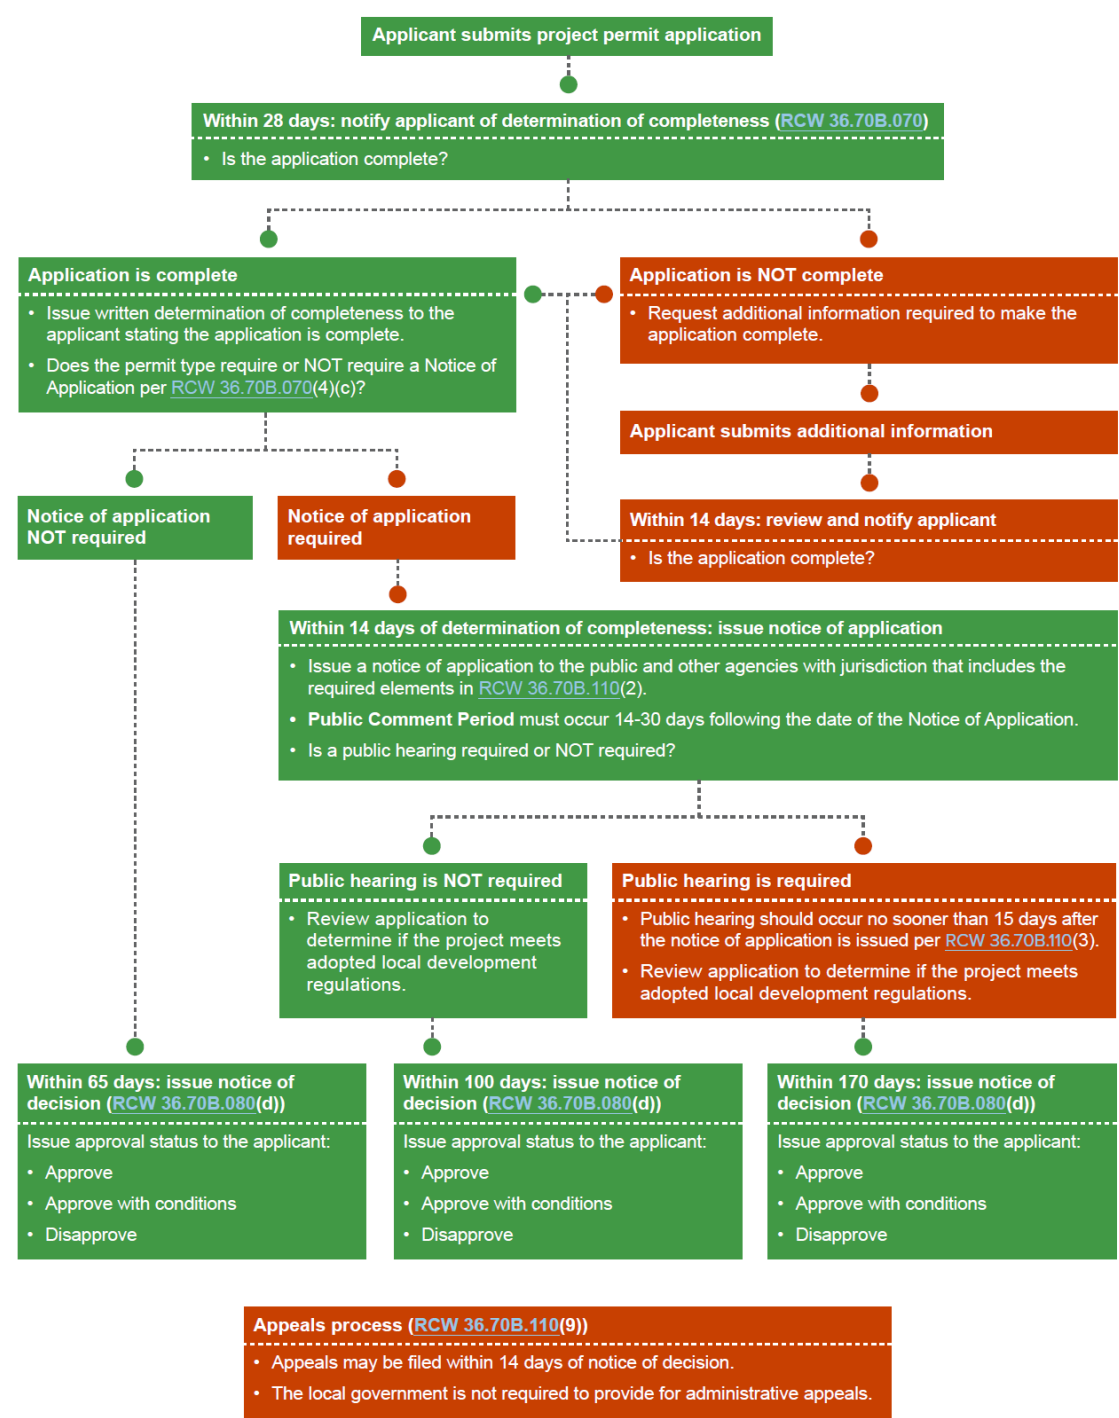 Applicant submits project permit application
Within 28 days: notify applicant of determination of completeness (RCW 36.70B.070)
• Is the application complete?
Application is complete
• Issue written determination of completeness to the
applicant stating the application is complete.
• Does the permit type require or NOT require a Notice of
Application per RCW 36.70B.070(4)(c)?
Application is NOT complete
• Request additional information required to make the
application complete.
Applicant submits additional information
Within 14 days: review and notify applicant
• Is the application complete?
Notice of application
NOT required
Notice of application
required
Within 14 days of determination of completeness: issue notice of application
• Issue a notice of application to the public and other agencies with jurisdiction that includes the
required elements in RCW 36.70B.110(2).
• Public Comment Period must occur 14-30 days following the date of the Notice of Application.
• Is a public hearing required or NOT required?
Public hearing is NOT required
• Review application to
determine if the project meets
adopted local development
regulations.
Public hearing is required
• Public hearing should occur no sooner than 15 days after
the notice of application is issued per RCW 36.70B.110(3).
• Review application to determine if the project meets
adopted local development regulations.
Within 65 days: issue notice of
decision (RCW 36.70B.080(d))
Issue approval status to the applicant:
• Approve
• Approve with conditions
• Disapprove
Within 100 days: issue notice of
decision (RCW 36.70B.080(d))
Issue approval status to the applicant:
• Approve
• Approve with conditions
• Disapprove
Within 170 days: issue notice of
decision (RCW 36.70B.080(d))
Issue approval status to the applicant:
• Approve
• Approve with conditions
• Disapprove
Appeals process (RCW 36.70B.110(9))
• Appeals may be filed within 14 days of notice of decision.
• The local government is not required to provide for administrative appeals.